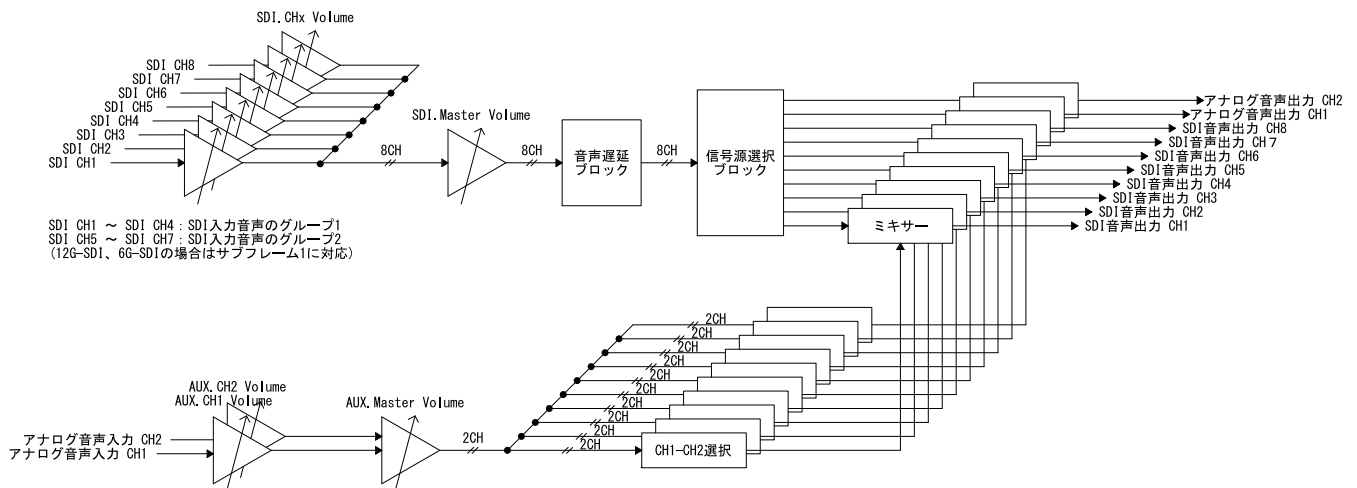 SDI.CHx Volume
SDI CH8
SDI CH7
SDI CH6
SDI CH5
SDI CH4
SDI CH3
SDI CH2
SDI CH1
8CH
SDI.Master Volume
8CH
音声遅延
ブロック
8CH
信号源選択
ブロック
ミキサー
アナログ音声出力 CH2
アナログ音声出力 CH1
SDI音声出力 CH8
SDI音声出力 CH7
SDI音声出力 CH6
SDI音声出力 CH5
SDI音声出力 CH4
SDI音声出力 CH3
SDI音声出力 CH2
SDI音声出力 CH1
SDI CH1 ～ SDI CH4：SDI入力音声のグループ1
SDI CH5 ～ SDI CH7：SDI入力音声のグループ2
(12G-SDI、6G-SDIの場合はサブフレーム1に対応)
2CH
2CH
2CH
2CH
2CH
2CH
2CH
2CH
2CH
2CH
CH1-CH2選択
AUX.CH2 Volume
AUX.CH1 Volume
AUX.Master Volume
2CH
アナログ音声入力 CH2
アナログ音声入力 CH1